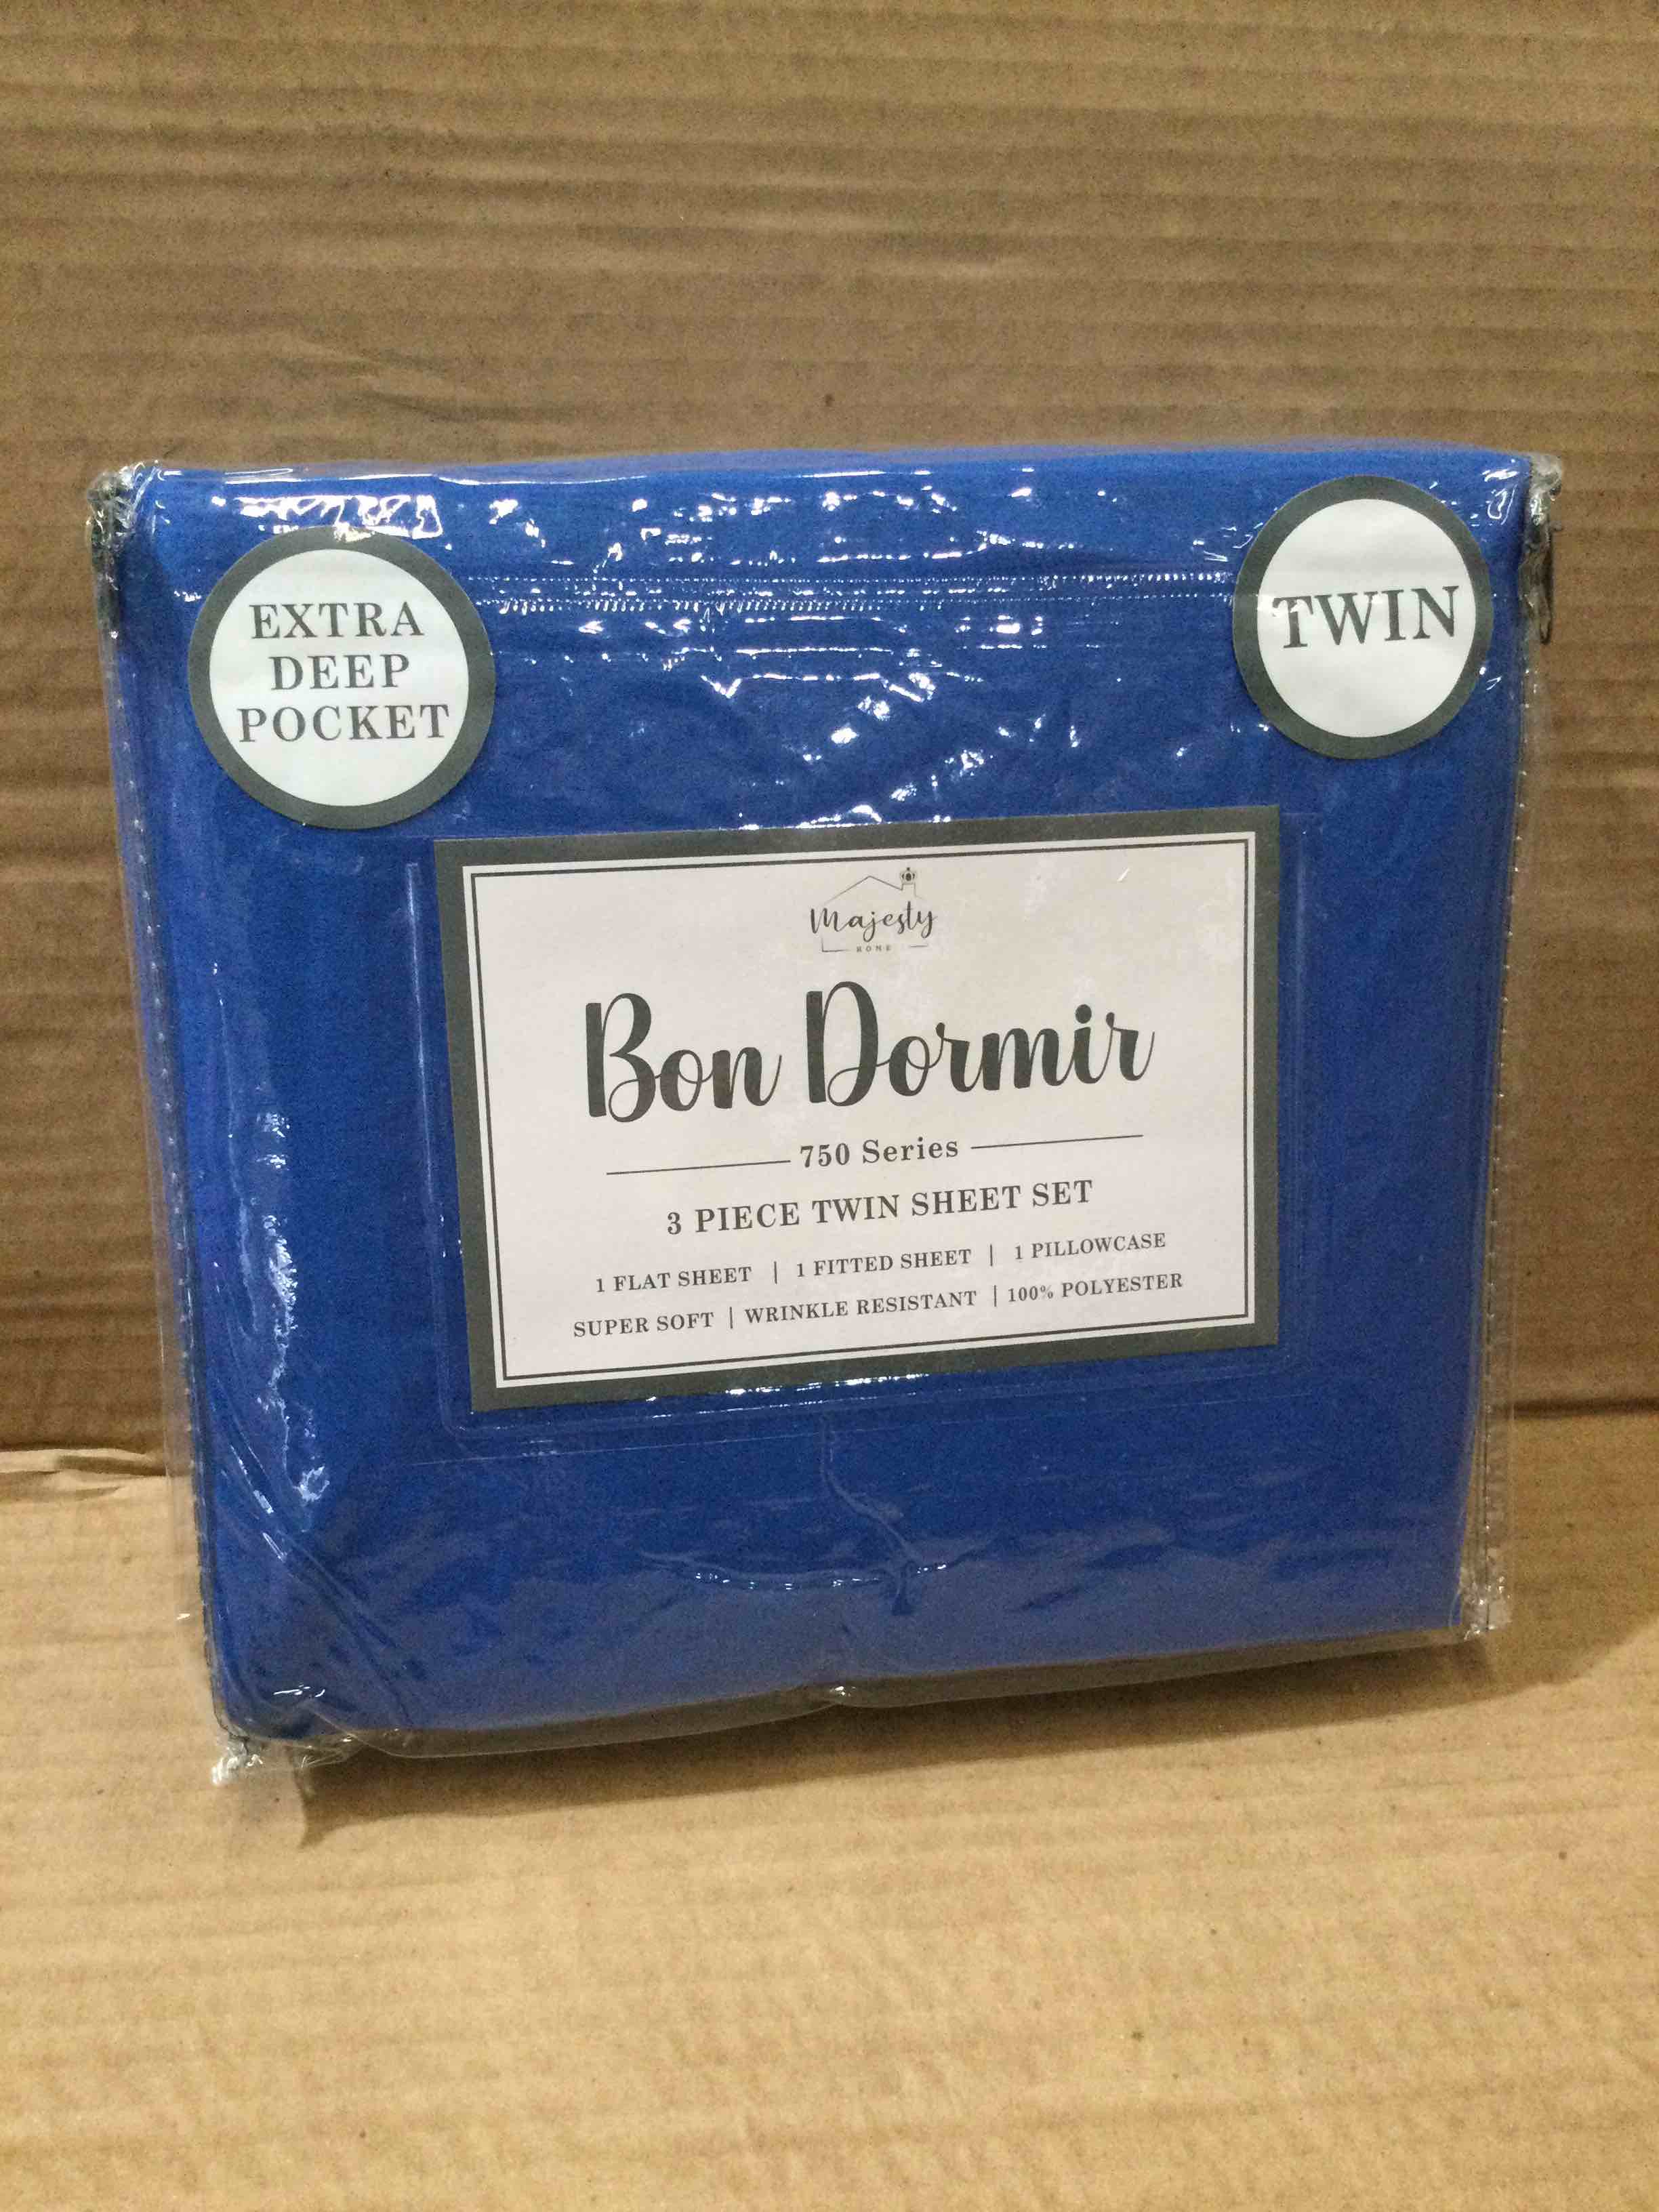 EXTRA
DEEP
POCKET
TWIN
Majesty
HOME
Bon Dormir
750 Series
3 PIECE TWIN SHEET SET
1 FLAT SHEET | 1 FITTED SHEET | 1 PILLOWCASE
SUPER SOFT | WRINKLE RESISTANT | 100% POLYESTER